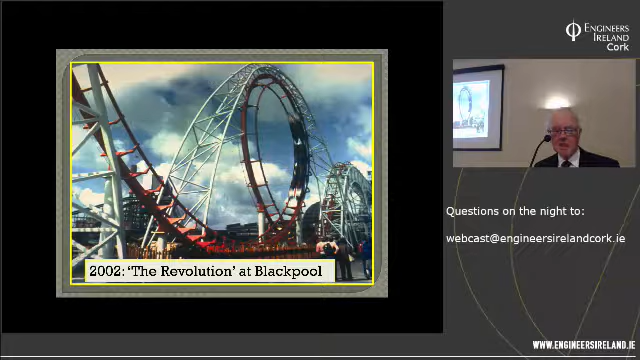 ENGINEERS
IRELAND
Cork
2002: 'The Revolution' at Blackpool
Questions on the night to:
webcast@engineersirelandcork.ie
WWW.ENGINEERSIRELAND.IE